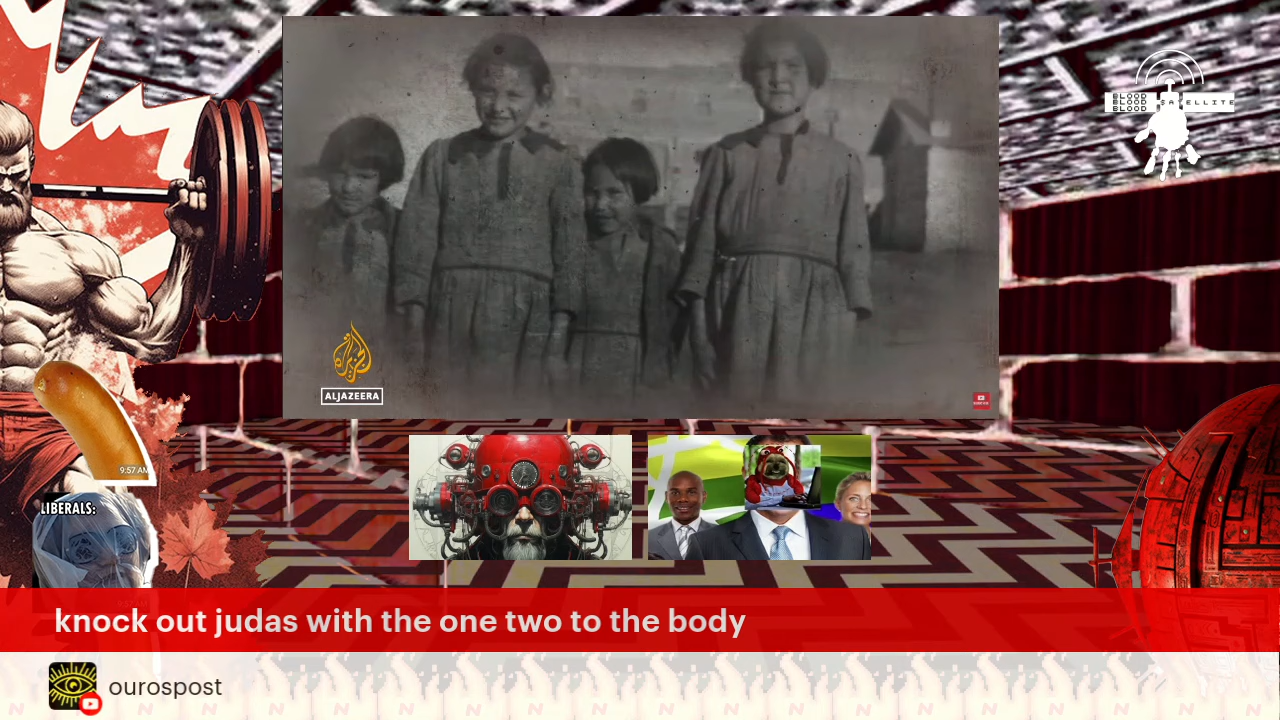 BLOOD
BLOOD SATELLITE
BLOOD
الجزيرة
ALJAZEERA
9:57 AM
LIBERALS:
knock out judas with the one two to the body
ourospost